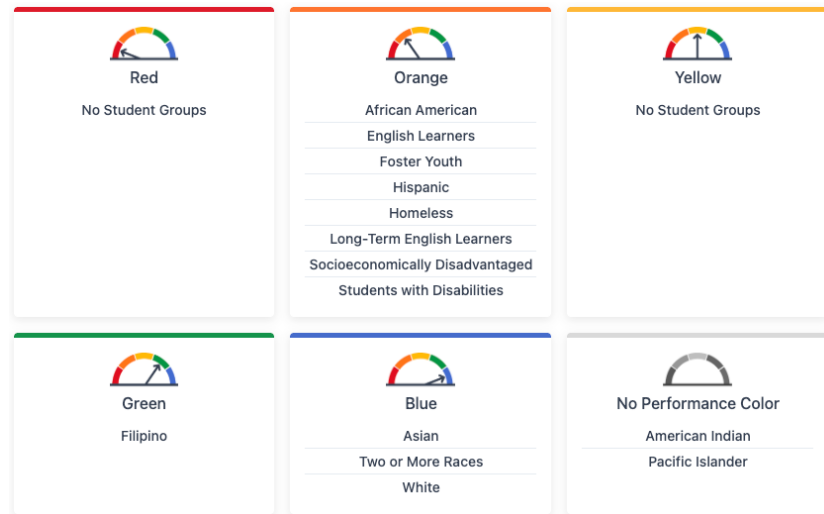 Red
No Student Groups
Orange
African American
English Learners
Foster Youth
Hispanic
Homeless
Long-Term English Learners
Socioeconomically Disadvantaged
Students with Disabilities
Yellow
No Student Groups
Green
Filipino
Blue
Asian
Two or More Races
White
No Performance Color
American Indian
Pacific Islander